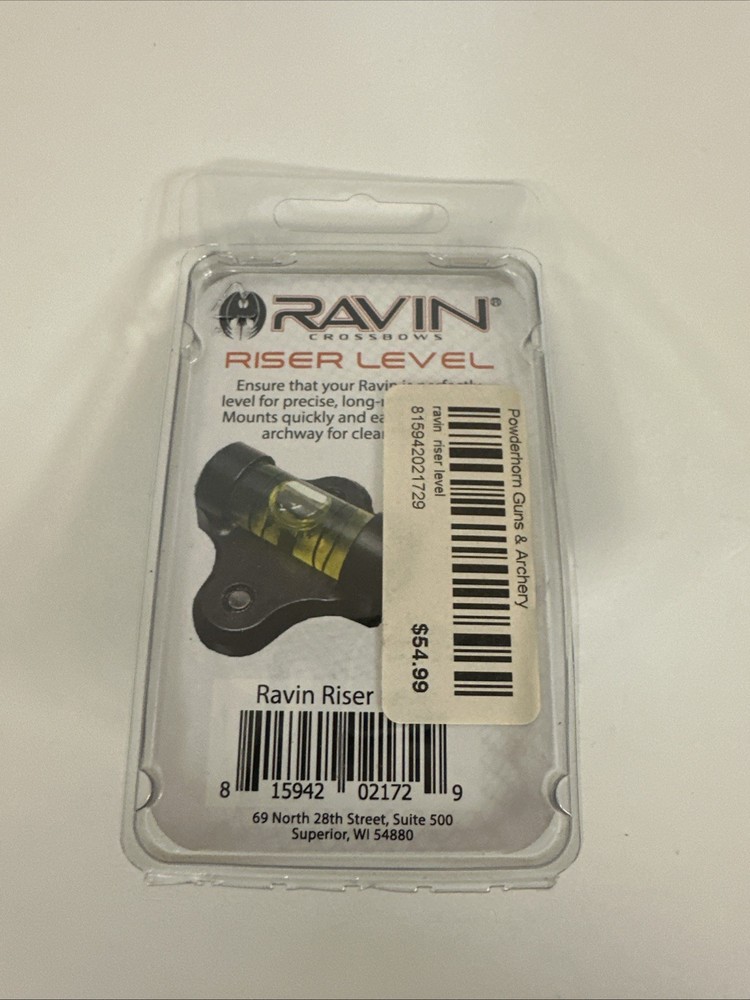 RAVIN®
CROSSBOWS
RISER LEVEL
Ensure that your Ravin is perfectly
level for precise, long-
Mounts quickly and
archway for clear
Powderhorn Guns & Archery
ravin riser level
815942021729
$54.99
Ravin Riser
8 15942 02172 9
69 North 28th Street, Suite 500
Superior, WI 54880